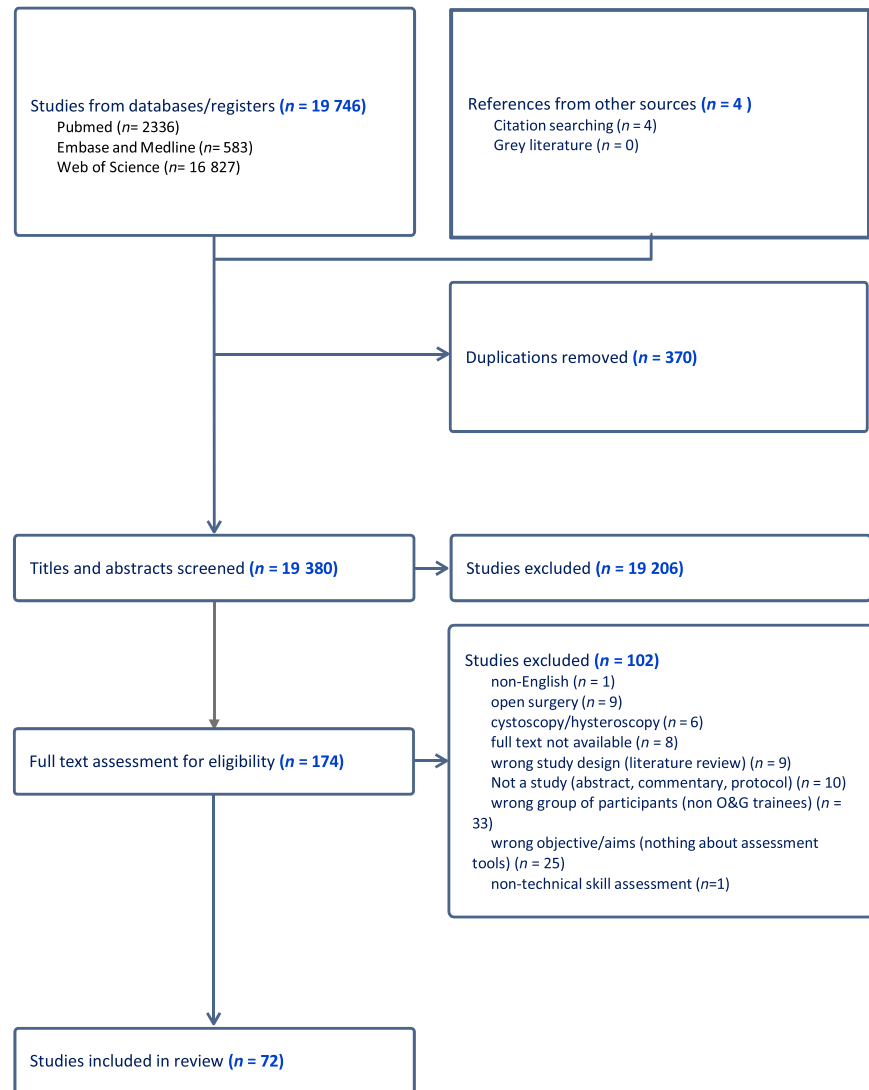 Studies from databases/registers (n = 19 746)
Pubmed (n= 2336)
Embase and Medline (n= 583)
Web of Science (n= 16 827)
References from other sources (n = 4 )
Citation searching (n = 4)
Grey literature (n = 0)
Duplications removed (n = 370)
Titles and abstracts screened (n = 19 380)
Studies excluded (n = 19 206)
Studies excluded (n = 102)
non-English (n = 1)
open surgery (n = 9)
cystoscopy/hysteroscopy (n = 6)
full text not available (n = 8)
wrong study design (literature review) (n = 9)
Not a study (abstract, commentary, protocol) (n = 10)
wrong group of participants (non O&G trainees) (n =
33)
wrong objective/aims (nothing about assessment
tools) (n = 25)
non-technical skill assessment (n=1)
Full text assessment for eligibility (n = 174)
Studies included in review (n = 72)